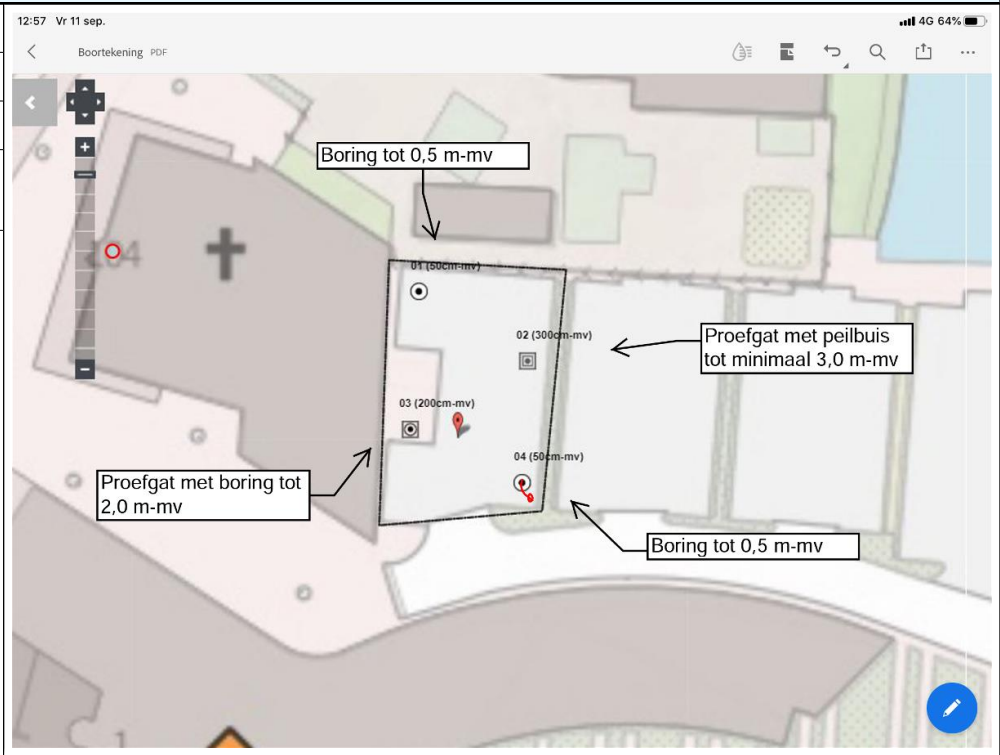 12:57 Vr 11 sep.
4G 64%
Boortekening PDF
Boring tot 0,5 m-mv
01 (50cm-mv)
02 (300cm-mv)
Proefgat met peilbuis
tot minimaal 3,0 m-mv
03 (200cm-mv)
04 (50cm-mv)
Proefgat met boring tot
2,0 m-mv
Boring tot 0,5 m-mv
1